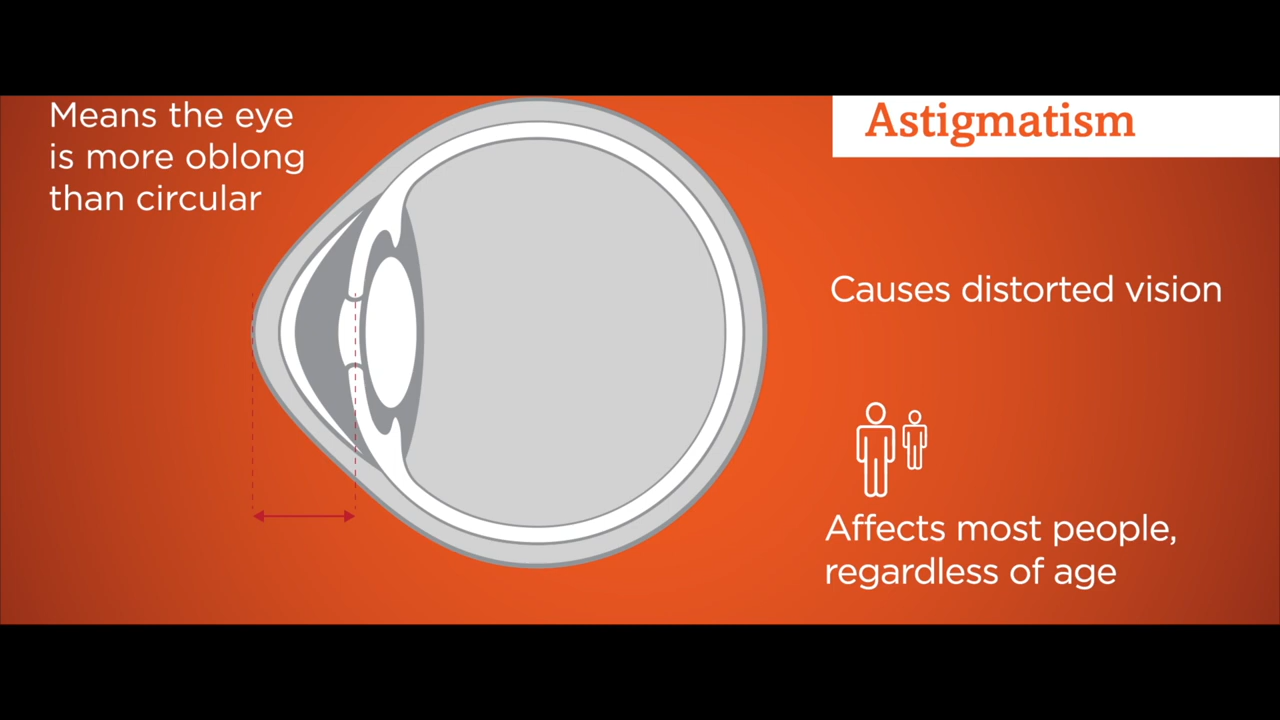 Means the eye
is more oblong
than circular
Astigmatism
Causes distorted vision
Affects most people,
regardless of age